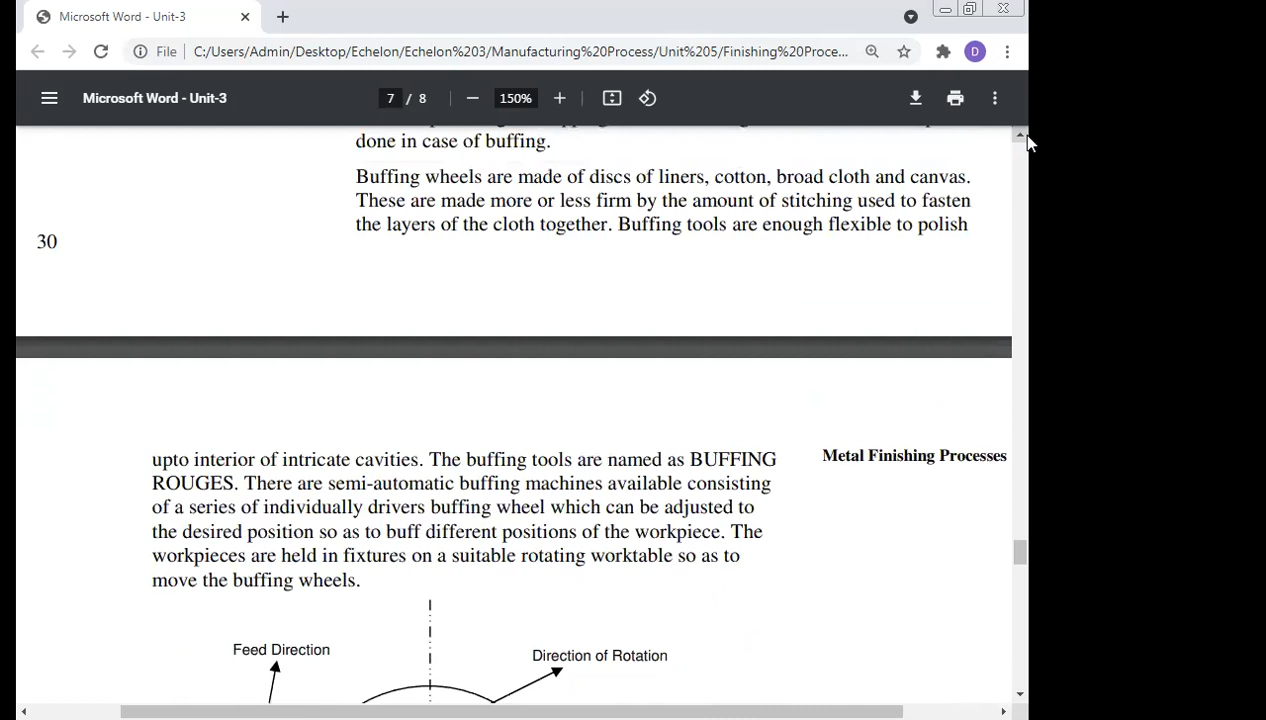 Microsoft Word - Unit-3
File
C:/Users/Admin/Desktop/Echelon/Echelon%203/Manufacturing%20Process/Unit%205/Finishing%20Proce...
D
Microsoft Word - Unit-3
7 / 8
150%
done in case of buffing.
Buffing wheels are made of discs of liners, cotton, broad cloth and canvas.
These are made more or less firm by the amount of stitching used to fasten
the layers of the cloth together. Buffing tools are enough flexible to polish
30
upto interior of intricate cavities. The buffing tools are named as BUFFING
Metal Finishing Processes
ROUGES. There are semi-automatic buffing machines available consisting
of a series of individually drivers buffing wheel which can be adjusted to
the desired position so as to buff different positions of the workpiece. The
workpieces are held in fixtures on a suitable rotating worktable so as to
move the buffing wheels.
Feed Direction
Direction of Rotation